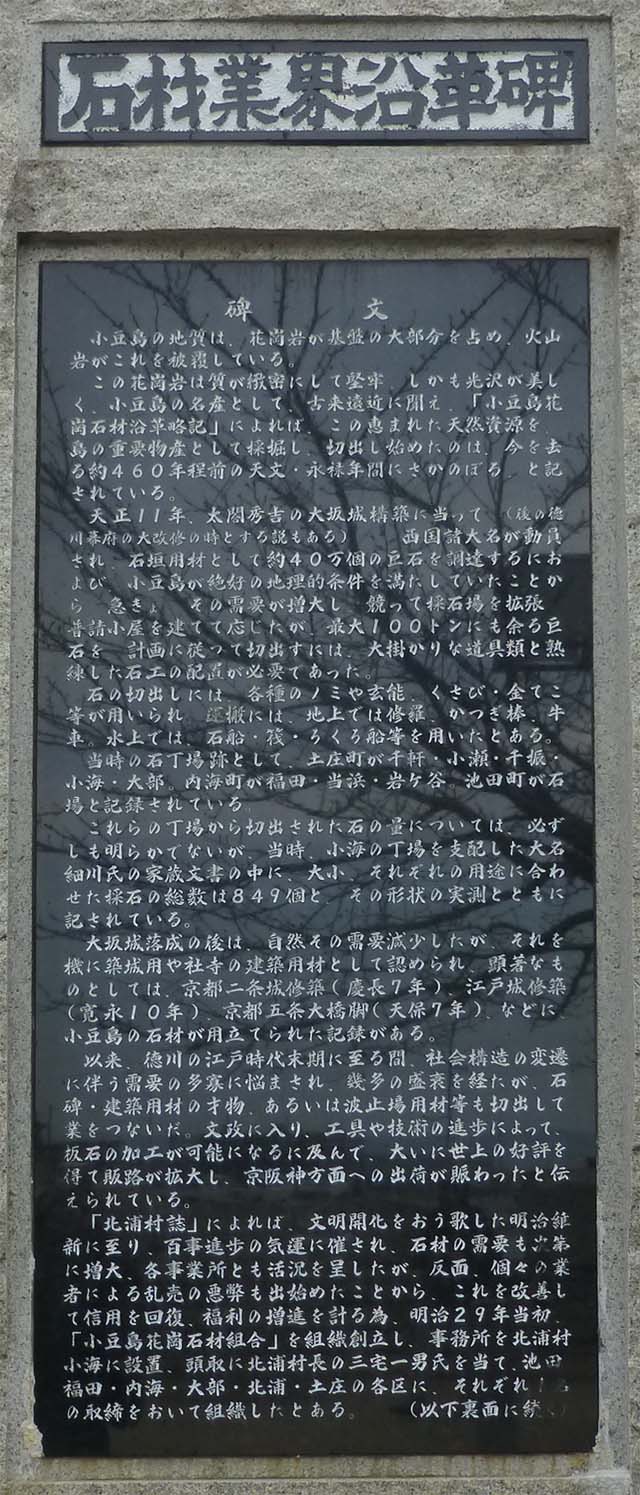 石材業界沿革碑
碑 文
小豆島の地質は、花崗岩が基盤の大部分を占め、火山
岩がこれを被覆している。
この花崗岩は質が緻密にして堅牢、しかも光沢が美し
く、小豆島の名産として、古来遠近に聞え、「小豆島花
崗石材沿革略記」によれば、この恵まれた天然資源を、
島の重要物産として採掘し、切出し始めたのは、今を去
る約460年程前の天文・永禄年間にさかのぼる、と記
されている。
天正11年、太閤秀吉の大坂城構築に当って（後の徳
川幕府の大改修の時とする説もある） 西国諸大名が動員
され、石垣用材として約40万個の巨石を調達するにお
よび、小豆島が絶好の地理的条件を満たしていたことか
ら、急きょ、その需要が増大し、競って採石場を拡張、
普請小屋を建てて応じたが、最大100トンにも余る巨
石を、計画に従って切出すには、大掛かりな道具類と熟
練した石工の配置が必要であった。
石の切出しには、各種のノミや玄能、くさび・金てこ
等が用いられ、運搬には、地上では修羅、かつぎ棒、牛
車。水上では、石船・筏・ろくろ船等を用いたとある。
当時の石丁場跡として、土庄町が千軒・小瀬・千振・
小海・大部。内海町が福田・当浜・岩ケ谷。池田町が石
場と記録されている。
これらの丁場から切出された石の量については、必ず
しも明らかでないが、当時、小海の丁場を支配した大名
細川氏の家蔵文書の中に、大小、それぞれの用途に合わ
せた採石の総数は849個と、その形状の実測とともに
記されている。
大坂城落成の後は、自然その需要減少したが、それを
機に築城用や社寺の建築用材として認められ、顕著なも
のとしては、京都二条城修築（慶長7年）、江戸城修築
（寛永10年）、京都五条大橋脚（天保7年）、などに、
小豆島の石材が用立てられた記録がある。
以来、徳川の江戸時代末期に至る間、社会構造の変遷
に伴う需要の多寡に悩まされ、幾多の盛衰を経たが、石
碑・建築用材の才物、あるいは波止場用材等も切出して
業をつないだ。文政に入り、工具や技術の進歩によって、
板石の加工が可能になるに及んで、大いに世上の好評を
得て販路が拡大し、京阪神方面への出荷が賑わったと伝
えられている。
「北浦村誌」によれば、文明開化をおう歌した明治維
新に至り、百事進歩の気運に催され、石材の需要も次第
に増大、各事業所とも活況を呈したが、反面、個々の業
者による乱売の悪弊も出始めたことから、これを改善し
て信用を回復、福利の増進を計る為、明治29年当初、
「小豆島花崗石材組合」を組織創立し、事務所を北浦村
小海に設置、頭取に北浦村長の三宅一男氏を当て、池田・
福田・内海・大部・北浦・土庄の各区に、それぞれ1名
の取締をおいて組織したとある。 （以下裏面に続く）